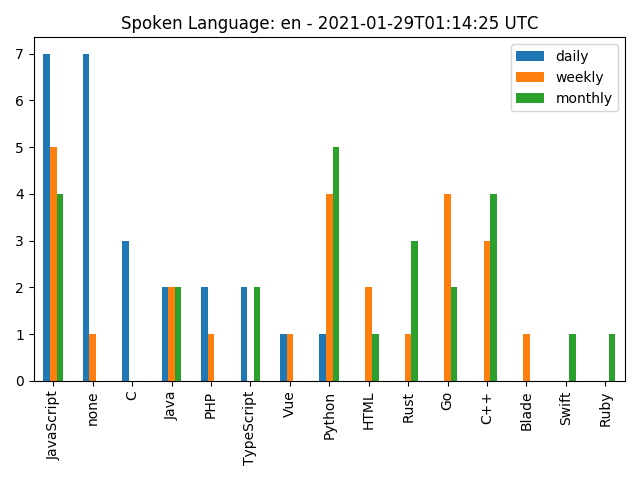 Spoken Language: en - 2021-01-29T01:14:25 UTC
daily
weekly
monthly
7
6
5
4
3
2
1
0
JavaScript
none
C
Java
PHP
TypeScript
Vue
Python
HTML
Rust
Go
C++
Blade
Swift
Ruby